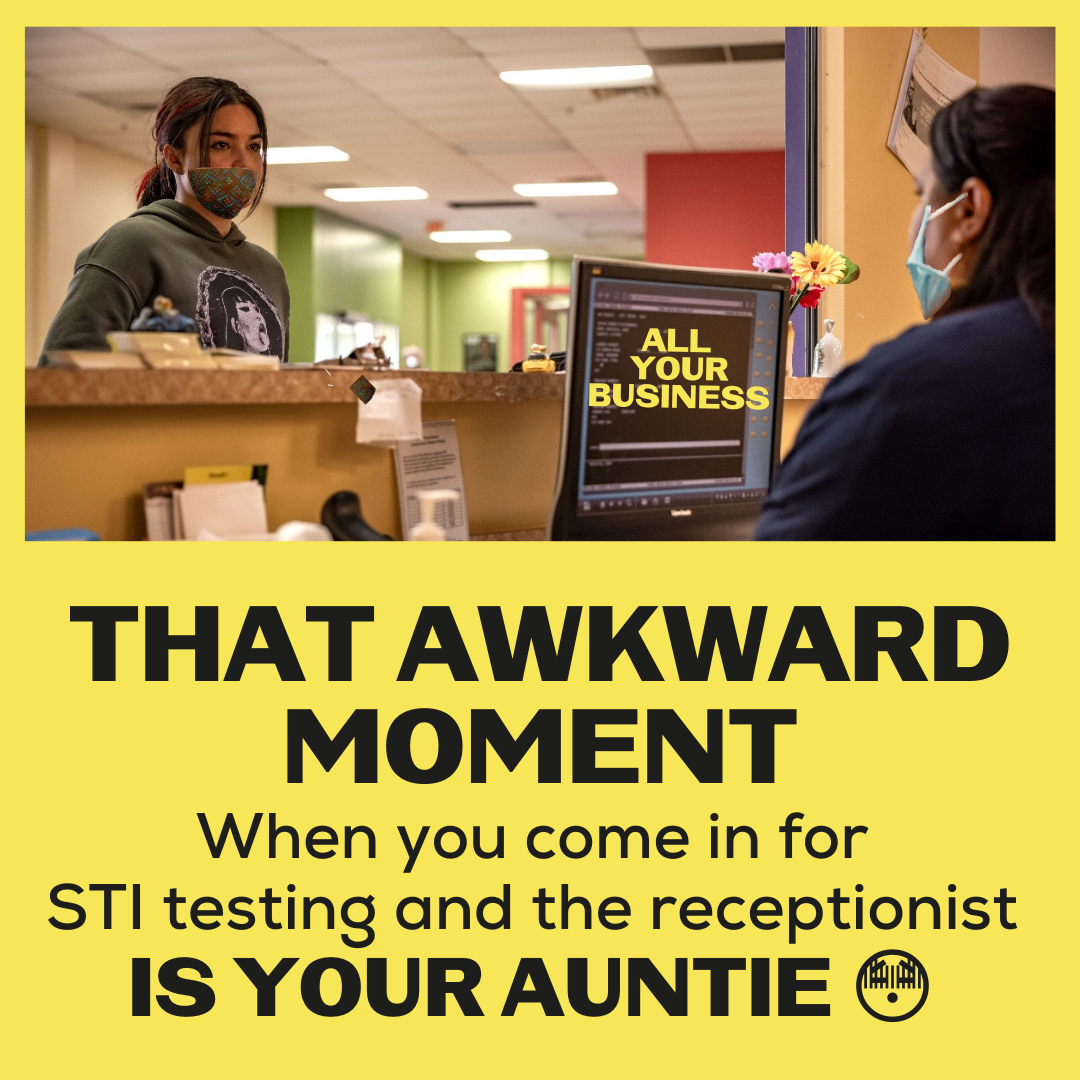 ALL
YOUR
BUSINESS
THAT AWKWARD
MOMENT
When you come in for
STI testing and the receptionist
IS YOUR AUNTIE